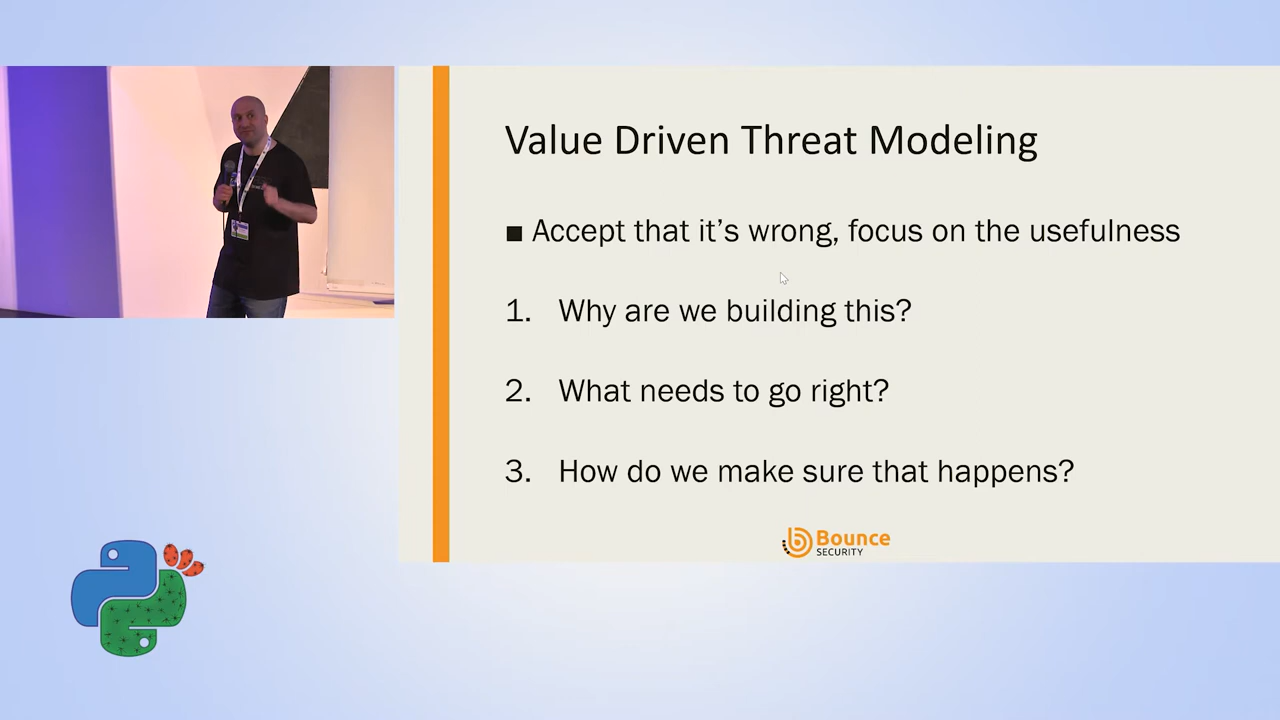 Value Driven Threat Modeling
■ Accept that it's wrong, focus on the usefulness
1. Why are we building this?
2. What needs to go right?
3. How do we make sure that happens?
Bounce
SECURITY